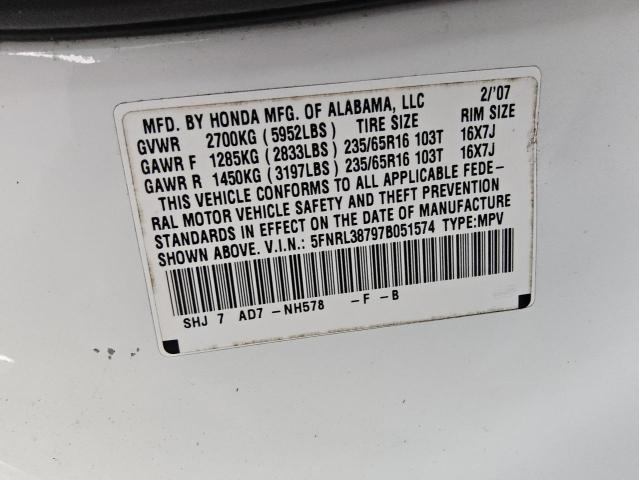 MFD. BY HONDA MFG. OF ALABAMA, LLC 2/'07
GVWR 2700KG (5952LBS) TIRE SIZE RIM SIZE
GAWR F 1285KG (2833LBS) 235/65R16 103T 16X7J
GAWR R 1450KG (3197LBS) 235/65R16 103T 16X7J
THIS VEHICLE CONFORMS TO ALL APPLICABLE FEDE-
RAL MOTOR VEHICLE SAFETY AND THEFT PREVENTION
STANDARDS IN EFFECT ON THE DATE OF MANUFACTURE
SHOWN ABOVE. V.I.N.: 5FNRL38797B051574 TYPE:MPV
SHJ 7 AD7 -NH578 -F -B